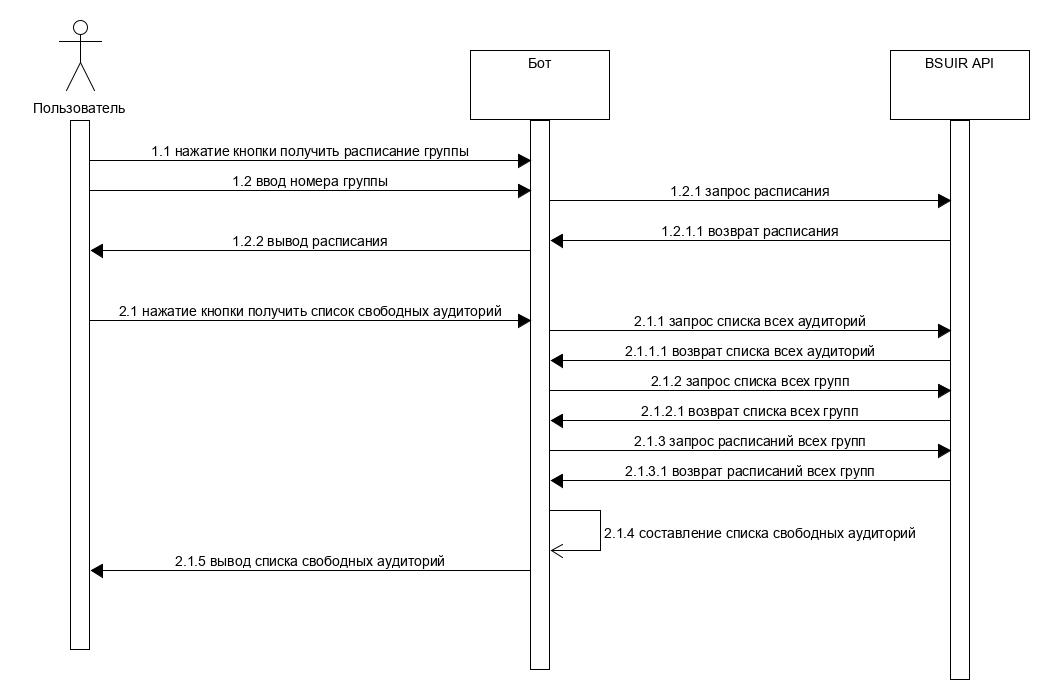 Бот
BSUIR API
Пользователь
1.1 нажатие кнопки получить расписание группы
1.2 ввод номера группы
1.2.1 запрос расписания
1.2.1.1 возврат расписания
1.2.2 вывод расписания
2.1 нажатие кнопки получить список свободных аудиторий
2.1.1 запрос списка всех аудиторий
2.1.1.1 возврат списка всех аудиторий
2.1.2 запрос списка всех групп
2.1.2.1 возврат списка всех групп
2.1.3 запрос расписаний всех групп
2.1.3.1 возврат расписаний всех групп
2.1.4 составление списка свободных аудиторий
2.1.5 вывод списка свободных аудиторий